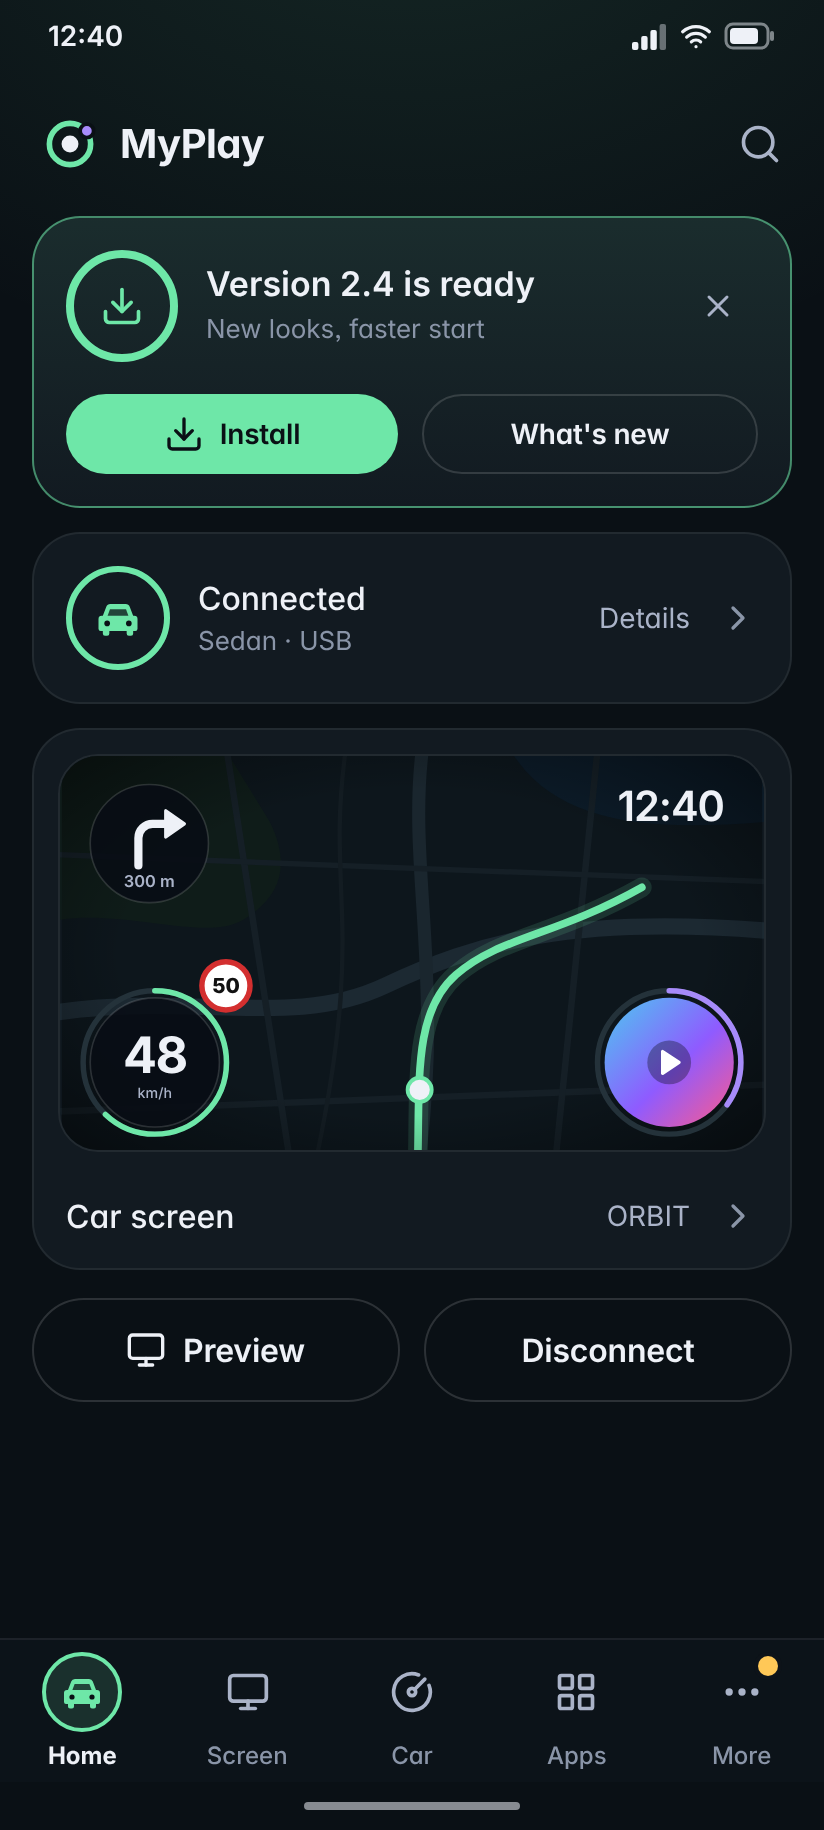 12:40
MyPlay
Version 2.4 is ready
New looks, faster start
Install
What's new
Connected
Sedan · USB
Details
12:40
300 m
50
48
km/h
Car screen
ORBIT
Preview
Disconnect
Home
Screen
Car
Apps
More